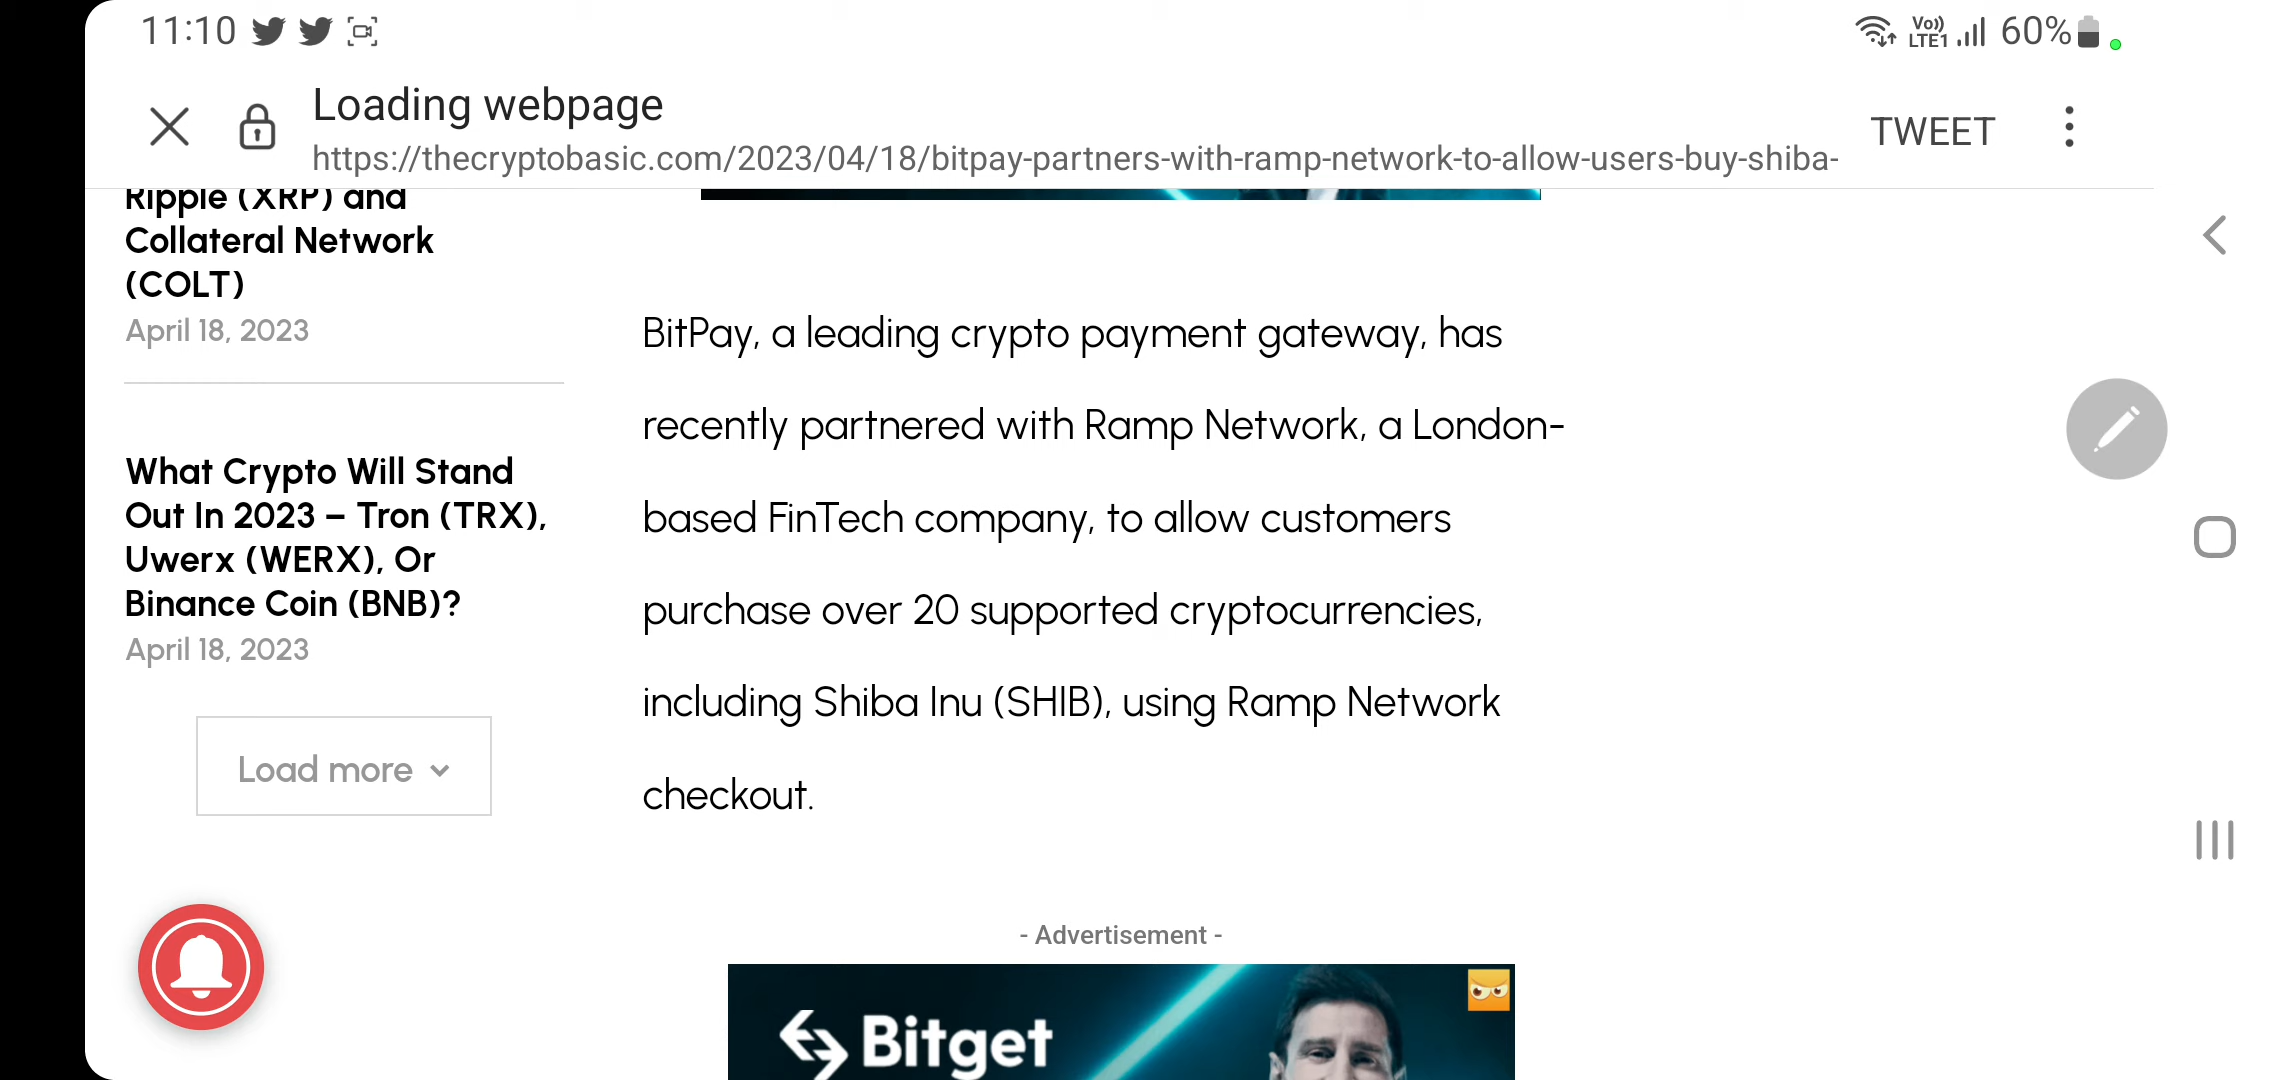 11:10
Vo)) LTE1 60%
Loading webpage
https://thecryptobasic.com/2023/04/18/bitpay-partners-with-ramp-network-to-allow-users-buy-shiba-
TWEET
Ripple (XRP) and
Collateral Network
(COLT)
April 18, 2023
What Crypto Will Stand
Out In 2023 – Tron (TRX),
Uwerx (WERX), Or
Binance Coin (BNB)?
April 18, 2023
Load more
BitPay, a leading crypto payment gateway, has
recently partnered with Ramp Network, a London-
based FinTech company, to allow customers
purchase over 20 supported cryptocurrencies,
including Shiba Inu (SHIB), using Ramp Network
checkout.
- Advertisement -
Bitget